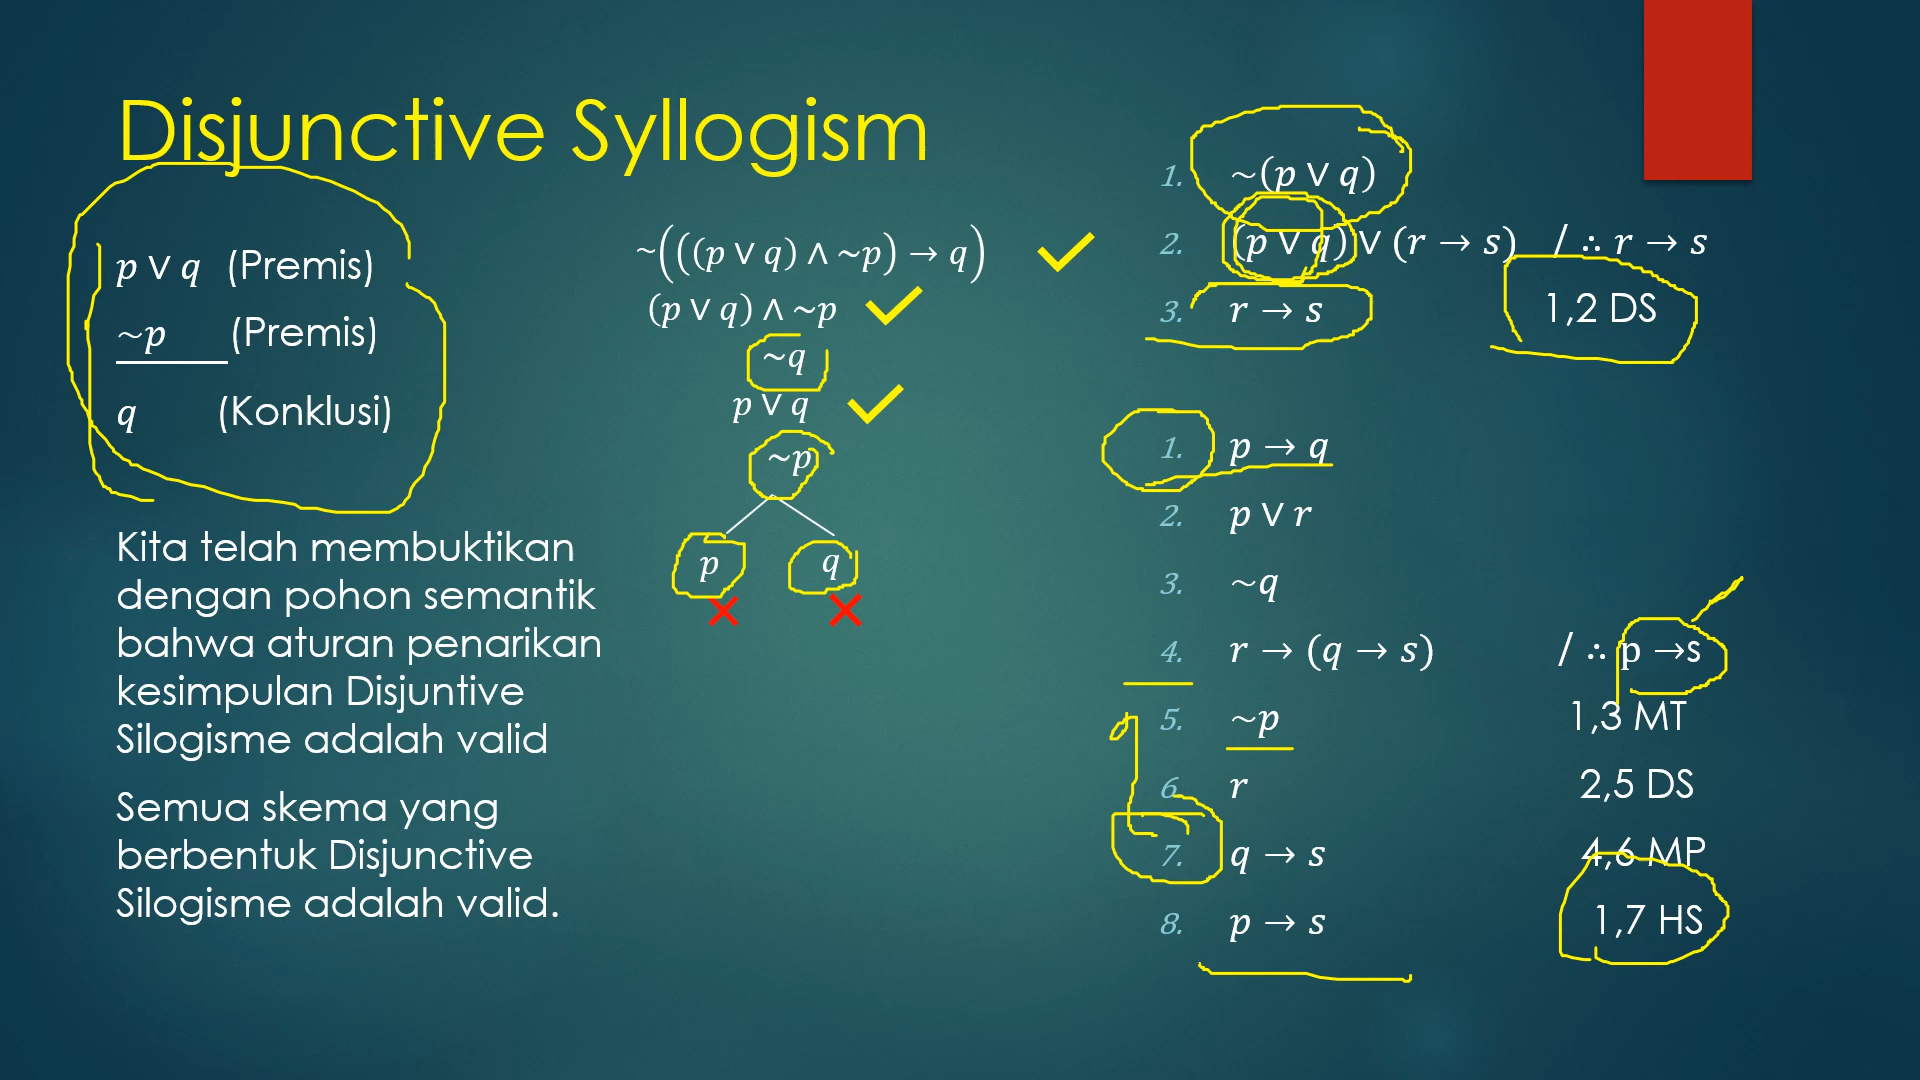 Disjunctive Syllogism
p ∨ q (Premis)
~p (Premis)
q (Konklusi)
Kita telah membuktikan
dengan pohon semantik
bahwa aturan penarikan
kesimpulan Disjuntive
Silogisme adalah valid
Semua skema yang
berbentuk Disjunctive
Silogisme adalah valid.
~(((p ∨ q) ∧ ~p) → q)
(p ∨ q) ∧ ~p
~q
p ∨ q
~p
p q
1. ~(p ∨ q)
2. (p ∨ q) ∨ (r → s) / ∴ r → s
3. r → s 1,2 DS
1. p → q
2. p ∨ r
3. ~q
4. r → (q → s) / ∴ p →s
5. ~p 1,3 MT
6. r 2,5 DS
7. q → s 4,6 MP
8. p → s 1,7 HS